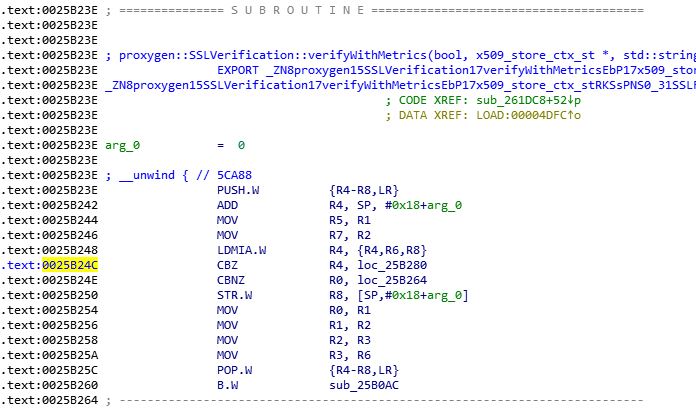 .text:0025B23E ; =============== S U B R O U T I N E =======================================
.text:0025B23E
.text:0025B23E
.text:0025B23E ; proxygen::SSLVerification::verifyWithMetrics(bool, x509_store_ctx_st *, std::string
.text:0025B23E EXPORT _ZN8proxygen15SSLVerification17verifyWithMetricsEbP17x509_stor
.text:0025B23E _ZN8proxygen15SSLVerification17verifyWithMetricsEbP17x509_store_ctx_stRKSsPNS0_31SSLF
.text:0025B23E ; CODE XREF: sub_261DC8+52↓p
.text:0025B23E ; DATA XREF: LOAD:00004DFC↑o
.text:0025B23E
.text:0025B23E arg_0 = 0
.text:0025B23E
.text:0025B23E ; __unwind { // 5CA88
.text:0025B23E PUSH.W {R4-R8,LR}
.text:0025B242 ADD R4, SP, #0x18+arg_0
.text:0025B244 MOV R5, R1
.text:0025B246 MOV R7, R2
.text:0025B248 LDMIA.W R4, {R4,R6,R8}
.text:0025B24C CBZ R4, loc_25B280
.text:0025B24E CBNZ R0, loc_25B264
.text:0025B250 STR.W R8, [SP,#0x18+arg_0]
.text:0025B254 MOV R0, R1
.text:0025B256 MOV R1, R2
.text:0025B258 MOV R2, R3
.text:0025B25A MOV R3, R6
.text:0025B25C POP.W {R4-R8,LR}
.text:0025B260 B.W sub_25B0AC
.text:0025B264 ; ---------------------------------------------------------------------------